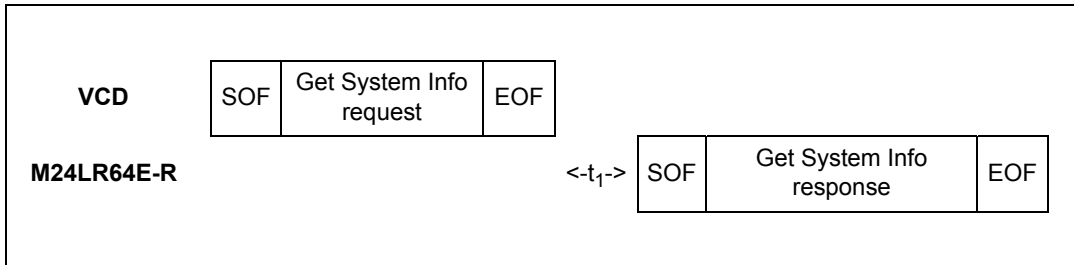 VCD SOF Get System Info request EOF
M24LR64E-R <-t1-> SOF Get System Info response EOF